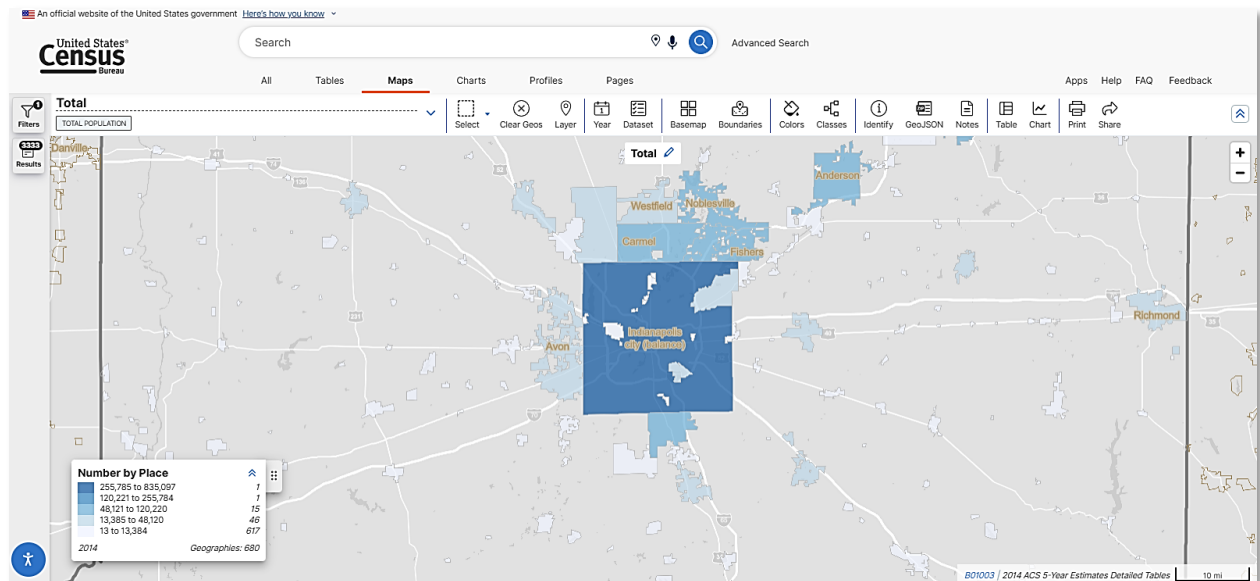 An official website of the United States government Here's how you know
United States®
Census
Bureau
Search
Advanced Search
All Tables Maps Charts Profiles Pages
Apps Help FAQ Feedback
1
Filters
Total
TOTAL POPULATION
Select Clear Geos Layer Year Dataset Basemap Boundaries Colors Classes Identify GeoJSON Notes Table Chart Print Share
3333
Results
Total
+
−
Danville
Anderson
Westfield
Noblesville
Carmel
Fishers
Richmond
Indianapolis
city (balance)
Avon
Number by Place
255,785 to 835,097 1
120,221 to 255,784 1
48,121 to 120,220 15
13,385 to 48,120 46
13 to 13,384 617
2014 Geographies: 680
B01003 | 2014 ACS 5-Year Estimates Detailed Tables
10 mi